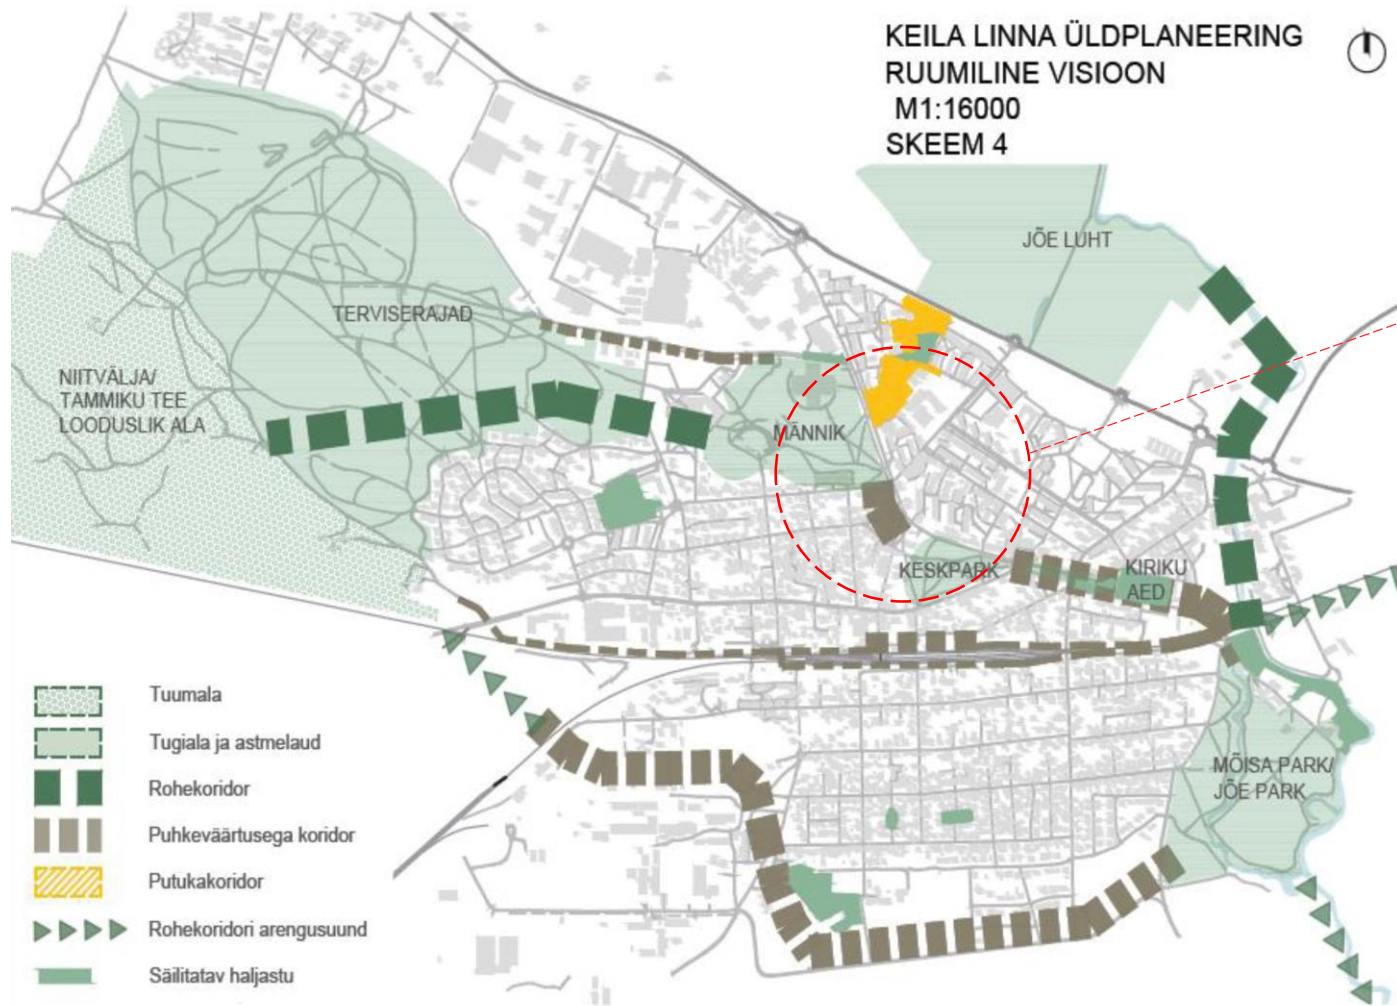 KEILA LINNA ÜLDPLANEERING
RUUMILINE VISIOON
M1:16000
SKEEM 4
JÕE LUHT
TERVISERAJAD
NIITVÄLJA/
TAMMIKU TEE
LOODUSLIK ALA
MÄNNIK
KESKPARK
KIRIKU
AED
MÕISA PARK/
JÕE PARK
Tuumala
Tugiala ja astmelaud
Rohekoridor
Puhkeväärtusega koridor
Putukakoridor
Rohekoridori arengusuund
Säilitatav haljastu